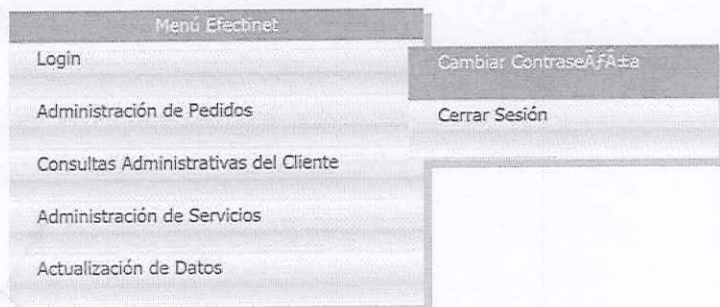 Menú Efectinet
Login
Cambiar ContraseÃƒÂ±a
Administración de Pedidos
Cerrar Sesión
Consultas Administrativas del Cliente
Administración de Servicios
Actualización de Datos